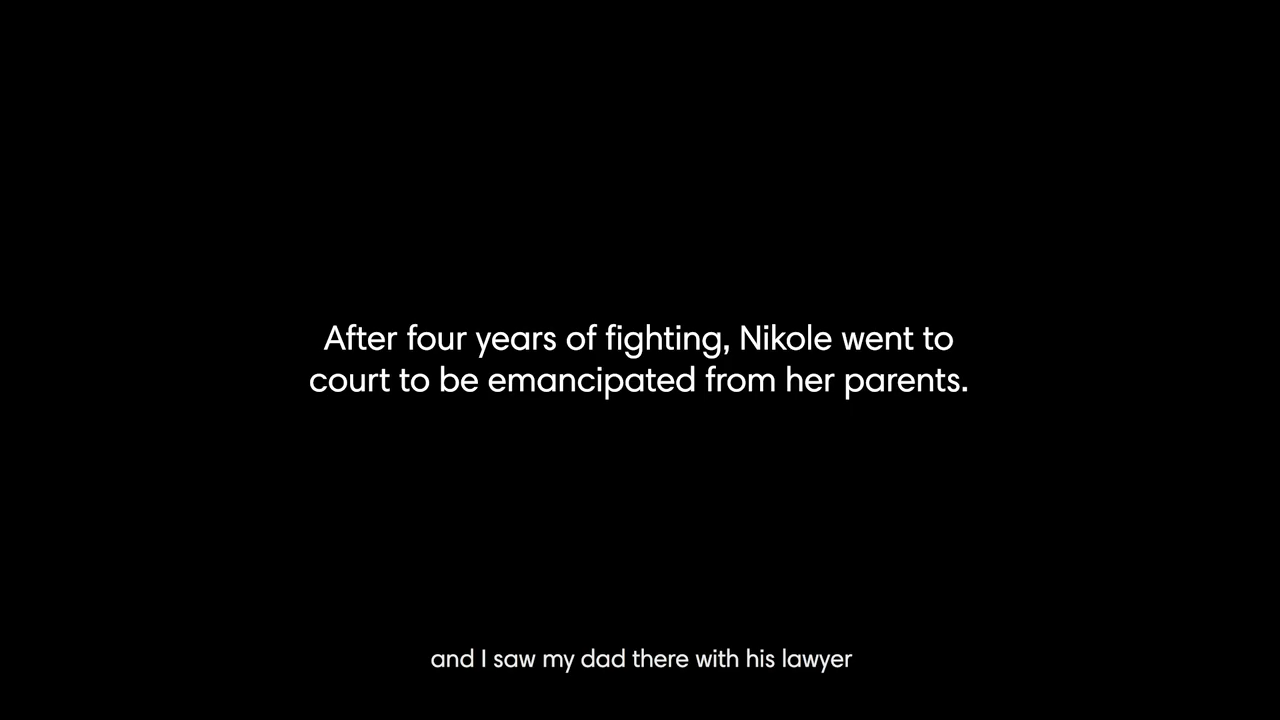 After four years of fighting, Nikole went to
court to be emancipated from her parents.
and I saw my dad there with his lawyer